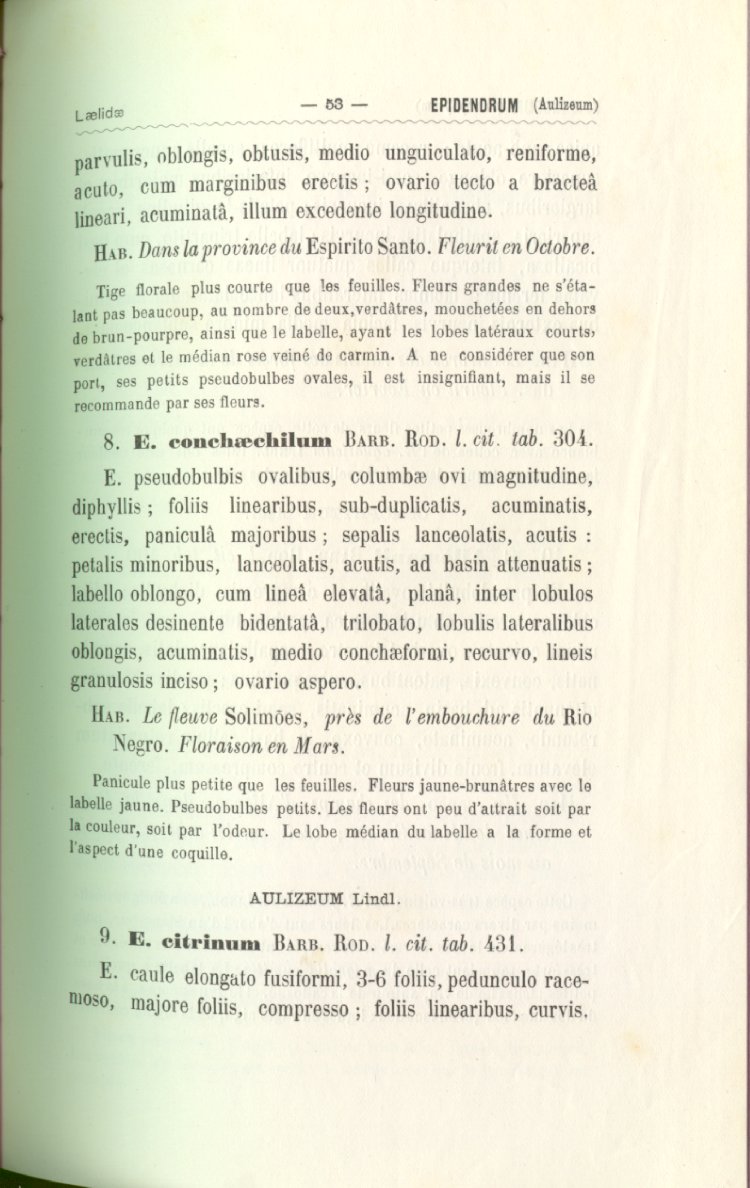 Lælidæ — 53 — EPIDENDRUM (Aulizeum)
parvulis, oblongis, obtusis, medio unguiculato, reniforme,
acuto, cum marginibus erectis ; ovario tecto a bracteâ
lineari, acuminatâ, illum excedente longitudine.
HAB. Dans la province du Espirito Santo. Fleurit en Octobre.
Tige florale plus courte que les feuilles. Fleurs grandes ne s'éta-
lant pas beaucoup, au nombre de deux,verdâtres, mouchetées en dehors
de brun-pourpre, ainsi que le labelle, ayant les lobes latéraux courts,
verdâtres et le médian rose veiné de carmin. A ne considérer que son
port, ses petits pseudobulbes ovales, il est insignifiant, mais il se
recommande par ses fleurs.
8. E. conchæchilum BARB. ROD. l. cit. tab. 304.
E. pseudobulbis ovalibus, columbæ ovi magnitudine,
diphyllis ; foliis linearibus, sub-duplicatis, acuminatis,
erectis, paniculâ majoribus ; sepalis lanceolatis, acutis :
petalis minoribus, lanceolatis, acutis, ad basin attenuatis ;
labello oblongo, cum lineâ elevatâ, planâ, inter lobulos
laterales desinente bidentatâ, trilobato, lobulis lateralibus
oblongis, acuminatis, medio conchæformi, recurvo, lineis
granulosis inciso ; ovario aspero.
HAB. Le fleuve Solimões, près de l'embouchure du Rio
Negro. Floraison en Mars.
Panicule plus petite que les feuilles. Fleurs jaune-brunâtres avec le
labelle jaune. Pseudobulbes petits. Les fleurs ont peu d'attrait soit par
la couleur, soit par l'odeur. Le lobe médian du labelle a la forme et
l'aspect d'une coquille.
AULIZEUM Lindl.
9. E. citrinum BARB. ROD. l. cit. tab. 431.
E. caule elongato fusiformi, 3-6 foliis, pedunculo race-
moso, majore foliis, compresso ; foliis linearibus, curvis.